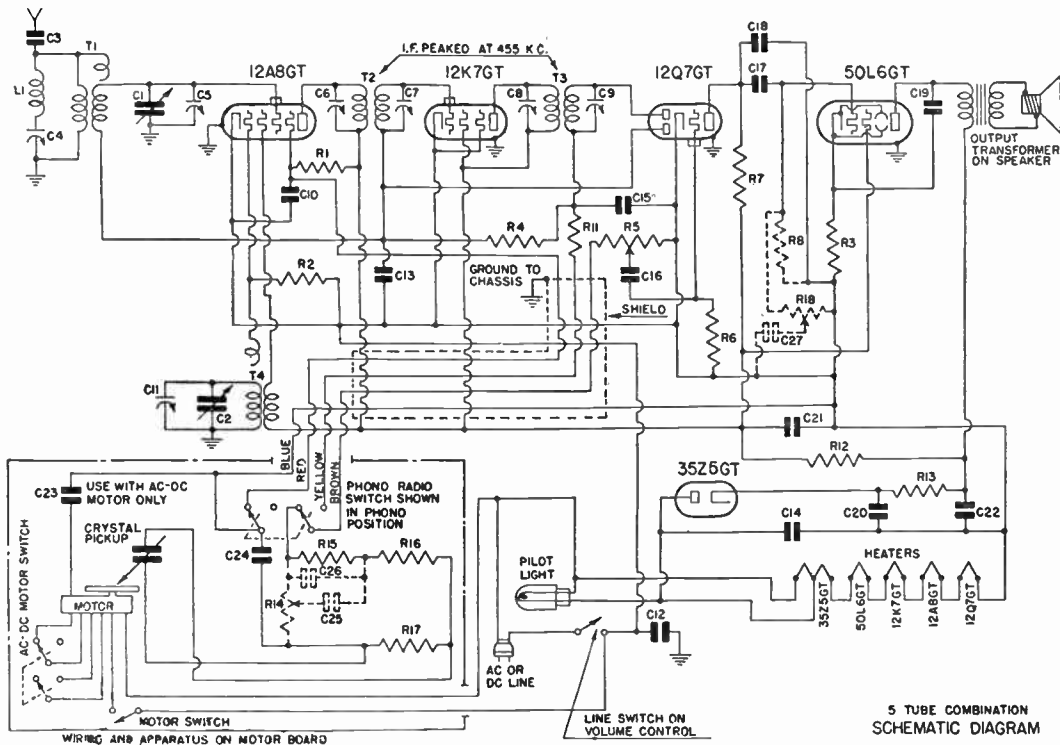 C3
T1
L1
C4
C1
C5
12A8GT
I.F. PEAKED AT 455 K.C.
C6
T2
C7
12K7GT
C8
T3
C9
12Q7GT
C18
C17
50L6GT
C19
OUTPUT
TRANSFORMER
ON SPEAKER
R1
C10
R7
C15
R4
R11
R5
R8
R3
R2
C13
GROUND TO
CHASSIS
C16
SHIELD
R6
R18
C27
T4
C11
C2
C21
R12
35Z5GT
R13
C14
C20
C22
BLUE
RED
YELLOW
BROWN
C23
USE WITH AC-DC
MOTOR ONLY
PHONO RADIO
SWITCH SHOWN
IN PHONO
POSITION
CRYSTAL
PICKUP
C24
R15
R16
C26
R14
C25
R17
AC-DC MOTOR SWITCH
MOTOR
PILOT
LIGHT
HEATERS
35Z5GT
50L6GT
12K7GT
12A8GT
12Q7GT
C12
AC OR
DC LINE
MOTOR SWITCH
LINE SWITCH ON
VOLUME CONTROL
WIRING AND APPARATUS ON MOTOR BOARD
5 TUBE COMBINATION
SCHEMATIC DIAGRAM